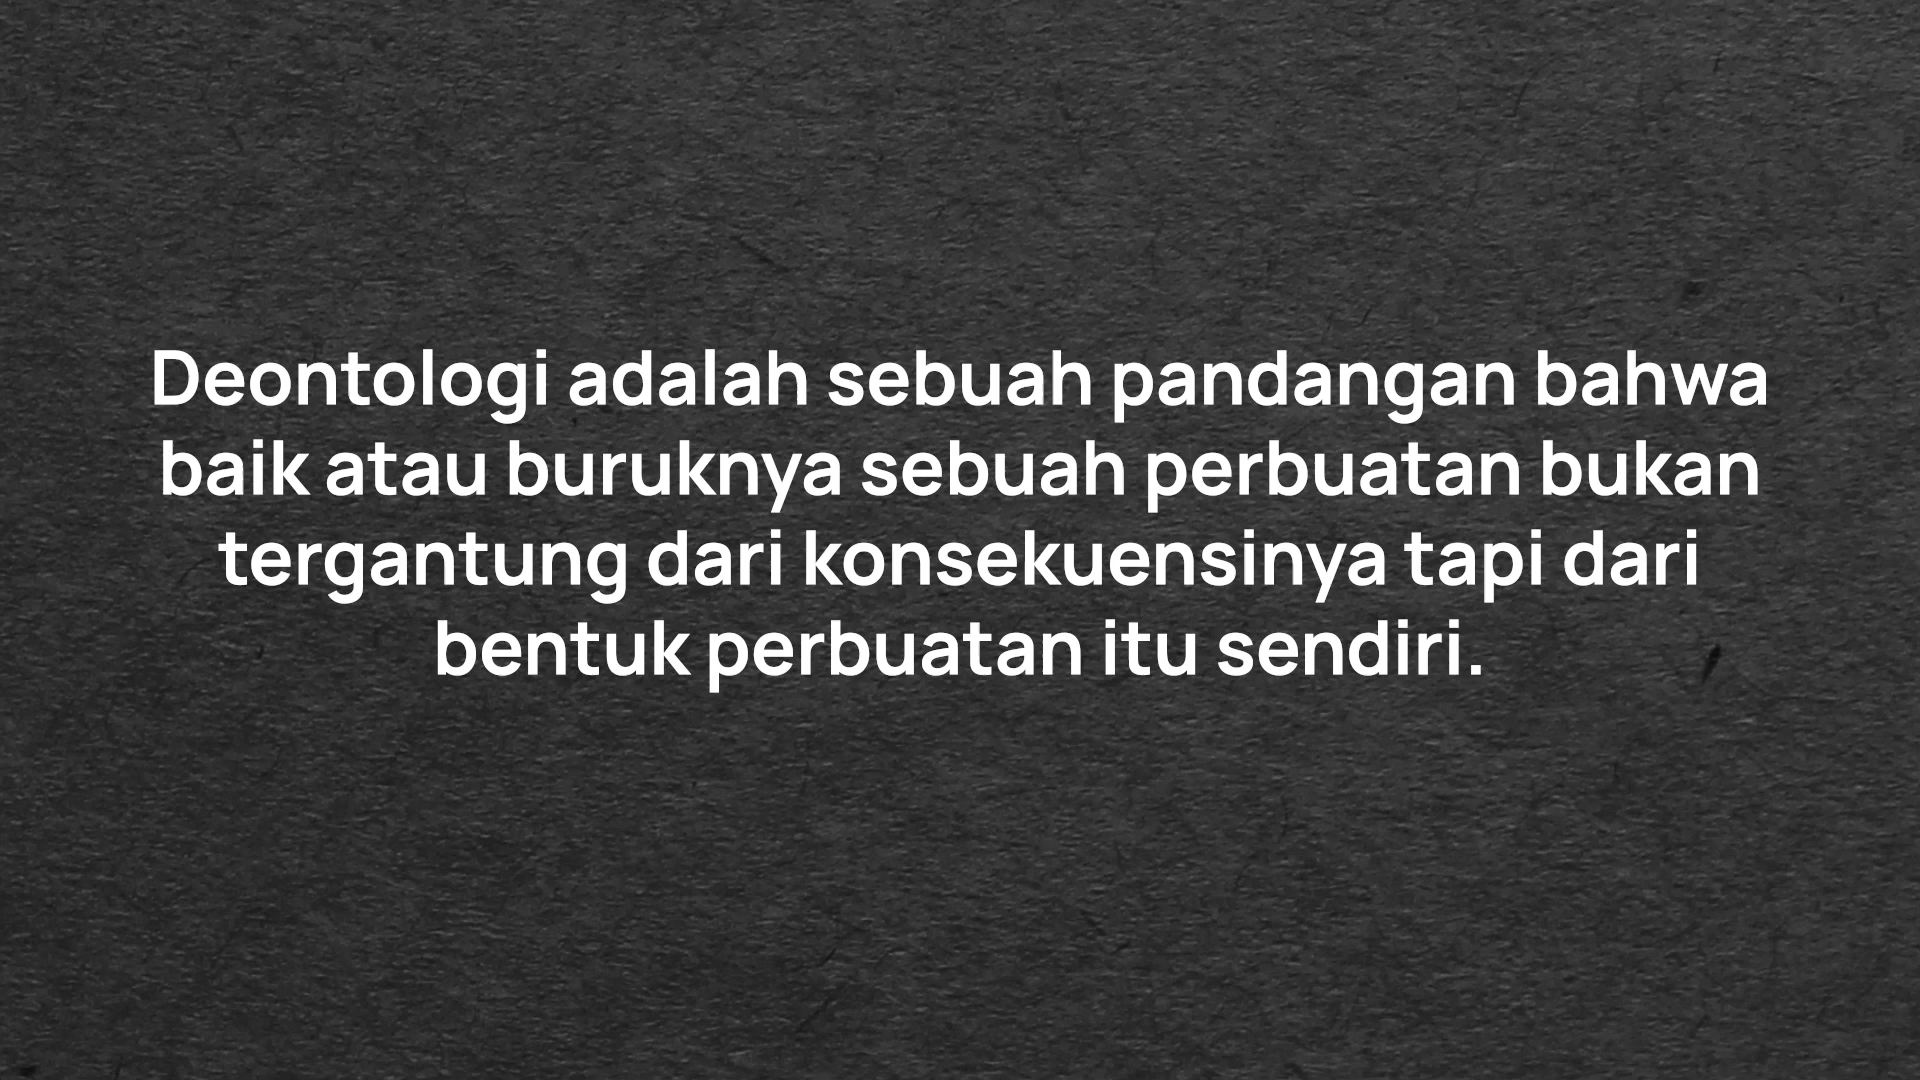 Deontologi adalah sebuah pandangan bahwa
baik atau buruknya sebuah perbuatan bukan
tergantung dari konsekuensinya tapi dari
bentuk perbuatan itu sendiri.